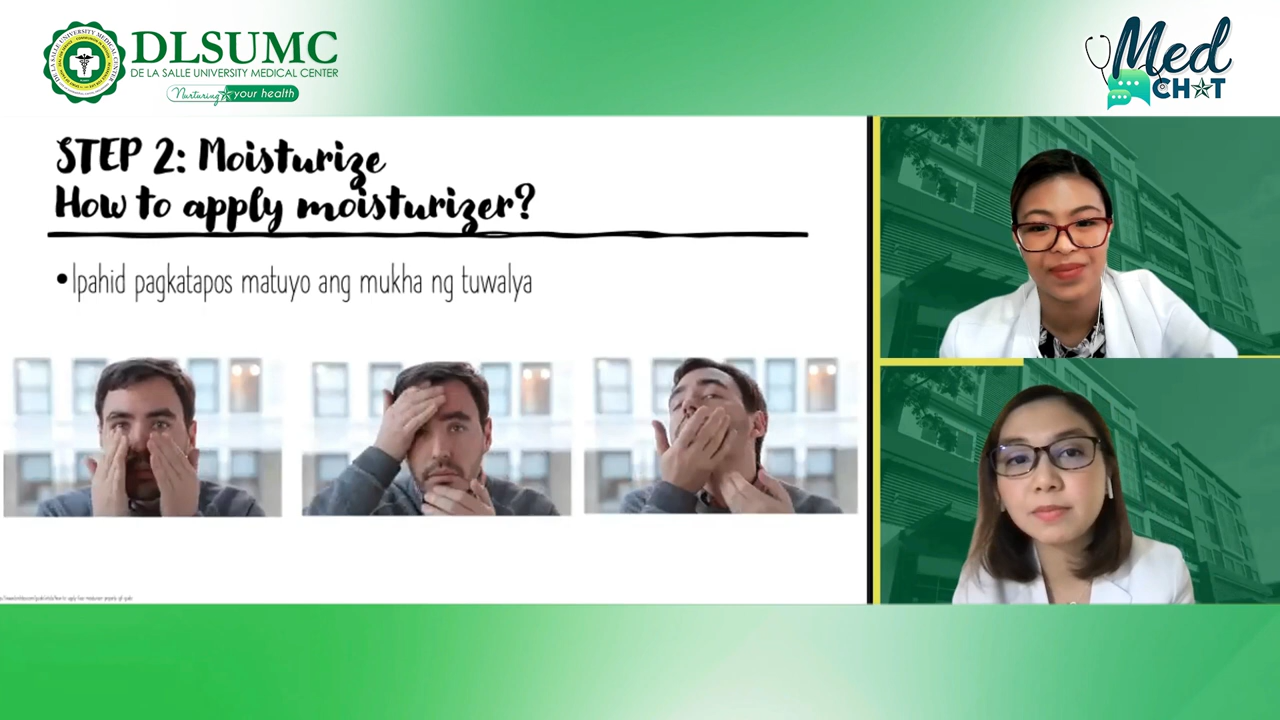 DLSUMC
DE LA SALLE UNIVERSITY MEDICAL CENTER
Nurturing your health
Med
CHAT
STEP 2: Moisturize
How to apply moisturizer?
•Ipahid pagkatapos matuyo ang mukha ng tuwalya